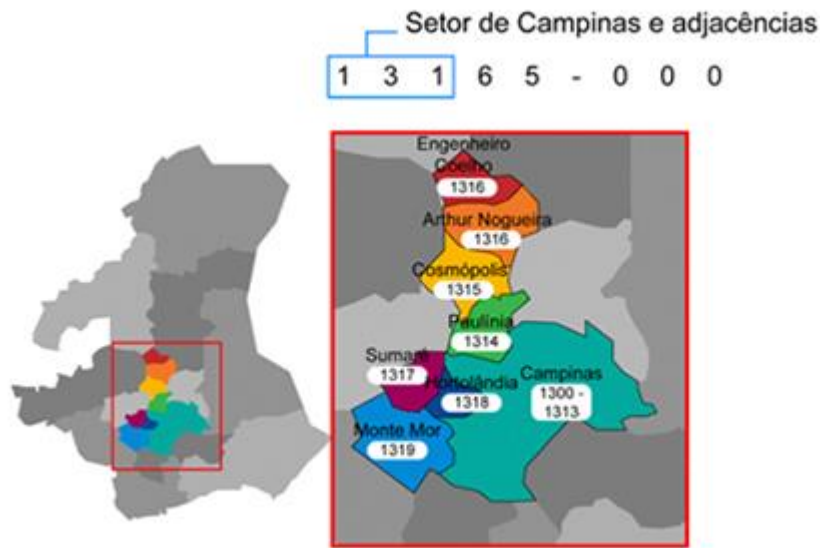 Setor de Campinas e adjacências
1 3 1 6 5 - 0 0 0
Engenheiro
Coelho
1316
Arthur Nogueira
1316
Cosmópolis
1315
Paulínia
1314
Sumaré
1317
Hortolândia
1318
Campinas
1300 -
1313
Monte Mor
1319